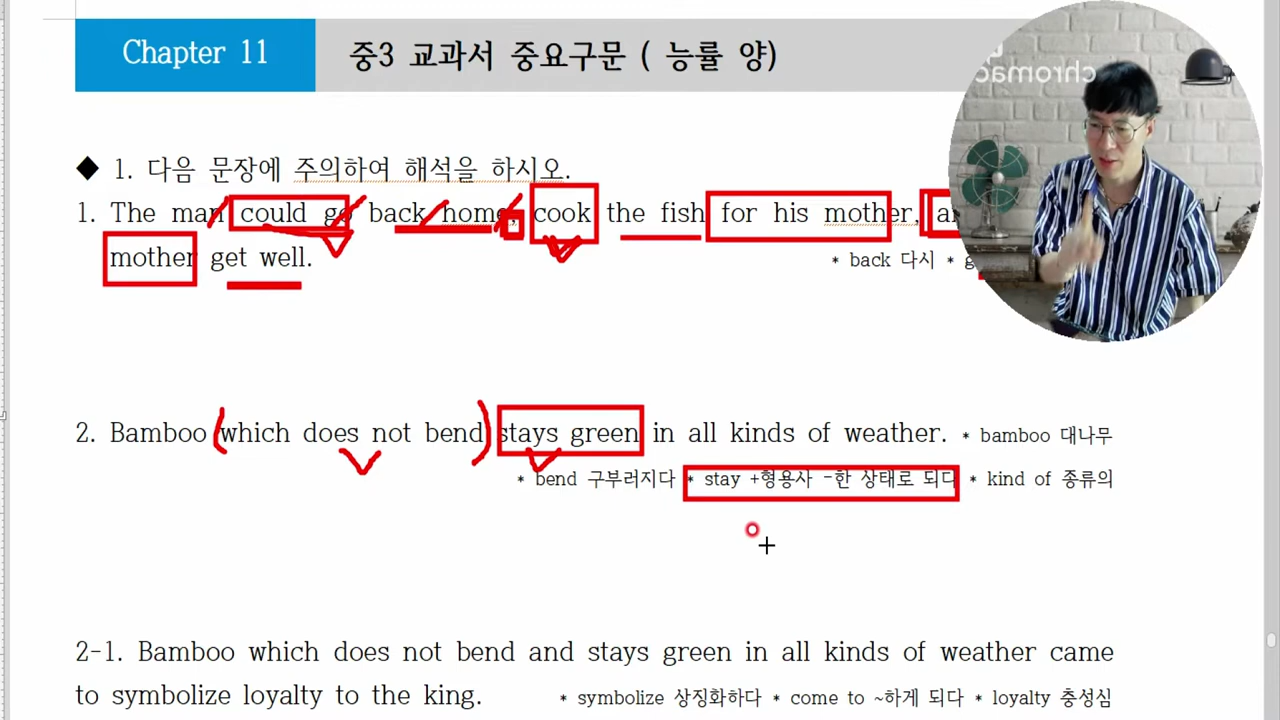 Chapter 11
중3 교과서 중요구문 ( 능률 양)
chromac
◆ 1. 다음 문장에 주의하여 해석을 하시오.
1. The man could go back home, cook the fish for his mother,
mother get well.
* back 다시 *
2. Bamboo which does not bend stays green in all kinds of weather. * bamboo 대나무
* bend 구부러지다 * stay +형용사 -한 상태로 되다 * kind of 종류의
2-1. Bamboo which does not bend and stays green in all kinds of weather came
to symbolize loyalty to the king. * symbolize 상징화하다 * come to ~하게 되다 * loyalty 충성심